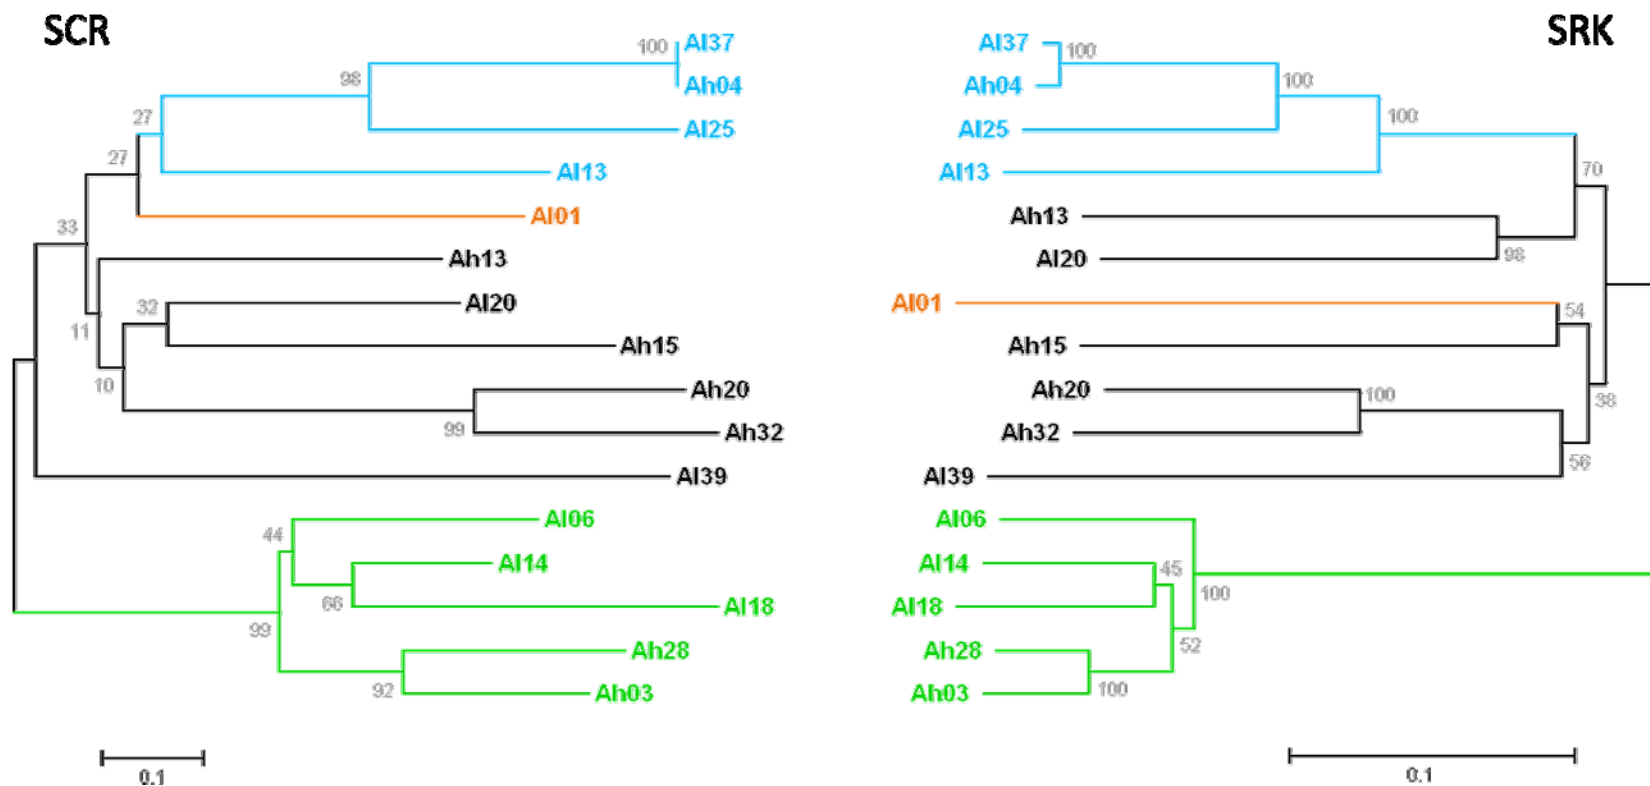 SCR SRK
100 Al37 Al37 100
98 Ah04 Ah04 100
27 Al25 Al25 100
27 Al13 Al13 70
33 Al01 Ah13
Ah13 Al20 98
32 Al20 Al01 54
11 Ah15 Ah15
10 Ah20 Ah20 100 38
99 Ah32 Ah32
Al39 Al39 56
44 Al06 Al06
Al14 Al14 45 100
66 Al18 Al18
99 Ah28 Ah28 52
92 Ah03 Ah03 100
0.1 0.1